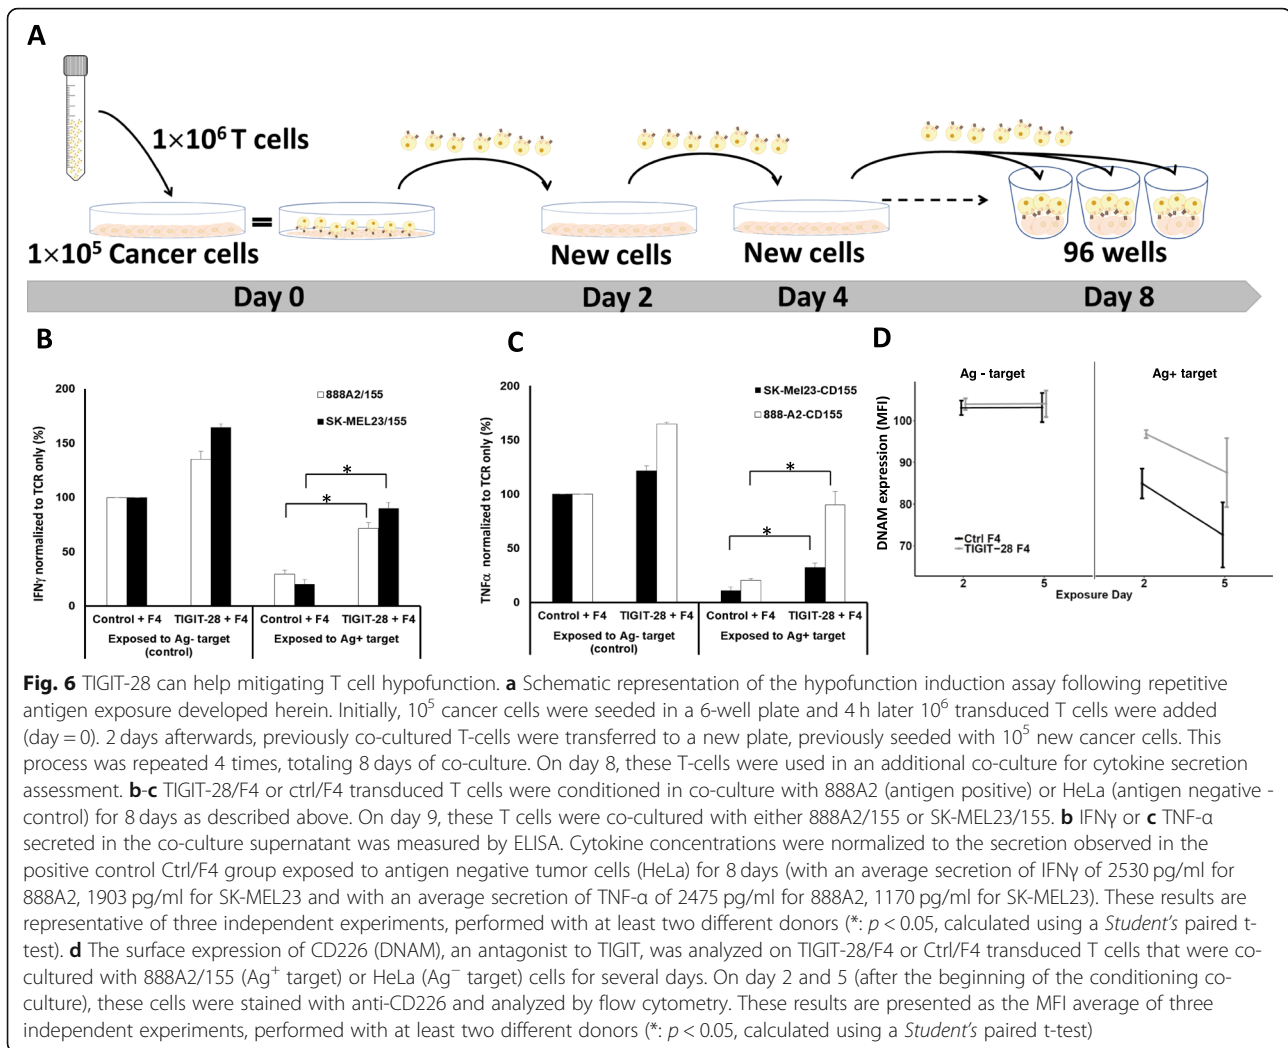 A
1×10⁶ T cells
=
1×10⁵ Cancer cells
New cells
New cells
96 wells
Day 0
Day 2
Day 4
Day 8
B
IFNγ normalized to TCR only (%)
200
150
100
50
0
888A2/155
SK-MEL23/155
*
*
Control + F4
TIGIT-28 + F4
Control + F4
TIGIT-28 + F4
Exposed to Ag- target
(control)
Exposed to Ag+ target
C
TNFα normalized to TCR only (%)
200
150
100
50
0
SK-Mel23-CD155
888-A2-CD155
*
*
Control + F4
TIGIT-28 + F4
Control + F4
TIGIT-28 + F4
Exposed to Ag- target
(control)
Exposed to Ag+ target
D
Ag - target
Ag+ target
DNAM expression (MFI)
100
90
80
70
Ctrl F4
TIGIT−28 F4
2
5
2
5
Exposure Day
Fig. 6 TIGIT-28 can help mitigating T cell hypofunction. a Schematic representation of the hypofunction induction assay following repetitive
antigen exposure developed herein. Initially, 10⁵ cancer cells were seeded in a 6-well plate and 4 h later 10⁶ transduced T cells were added
(day = 0). 2 days afterwards, previously co-cultured T-cells were transferred to a new plate, previously seeded with 10⁵ new cancer cells. This
process was repeated 4 times, totaling 8 days of co-culture. On day 8, these T-cells were used in an additional co-culture for cytokine secretion
assessment. b-c TIGIT-28/F4 or ctrl/F4 transduced T cells were conditioned in co-culture with 888A2 (antigen positive) or HeLa (antigen negative -
control) for 8 days as described above. On day 9, these T cells were co-cultured with either 888A2/155 or SK-MEL23/155. b IFNγ or c TNF-α
secreted in the co-culture supernatant was measured by ELISA. Cytokine concentrations were normalized to the secretion observed in the
positive control Ctrl/F4 group exposed to antigen negative tumor cells (HeLa) for 8 days (with an average secretion of IFNγ of 2530 pg/ml for
888A2, 1903 pg/ml for SK-MEL23 and with an average secretion of TNF-α of 2475 pg/ml for 888A2, 1170 pg/ml for SK-MEL23). These results are
representative of three independent experiments, performed with at least two different donors (*: p < 0.05, calculated using a Student's paired t-
test). d The surface expression of CD226 (DNAM), an antagonist to TIGIT, was analyzed on TIGIT-28/F4 or Ctrl/F4 transduced T cells that were co-
cultured with 888A2/155 (Ag⁺ target) or HeLa (Ag⁻ target) cells for several days. On day 2 and 5 (after the beginning of the conditioning co-
culture), these cells were stained with anti-CD226 and analyzed by flow cytometry. These results are presented as the MFI average of three
independent experiments, performed with at least two different donors (*: p < 0.05, calculated using a Student's paired t-test)